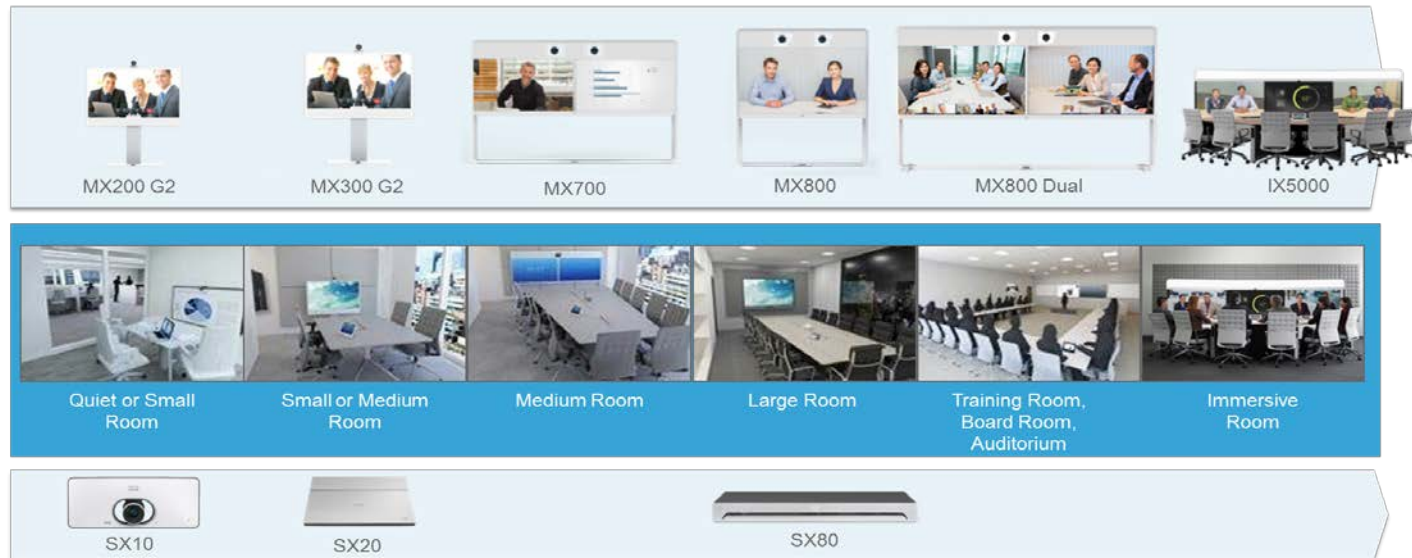 MX200 G2
MX300 G2
MX700
MX800
MX800 Dual
IX5000
Quiet or Small
Room
Small or Medium
Room
Medium Room
Large Room
Training Room,
Board Room,
Auditorium
Immersive
Room
SX10
SX20
SX80